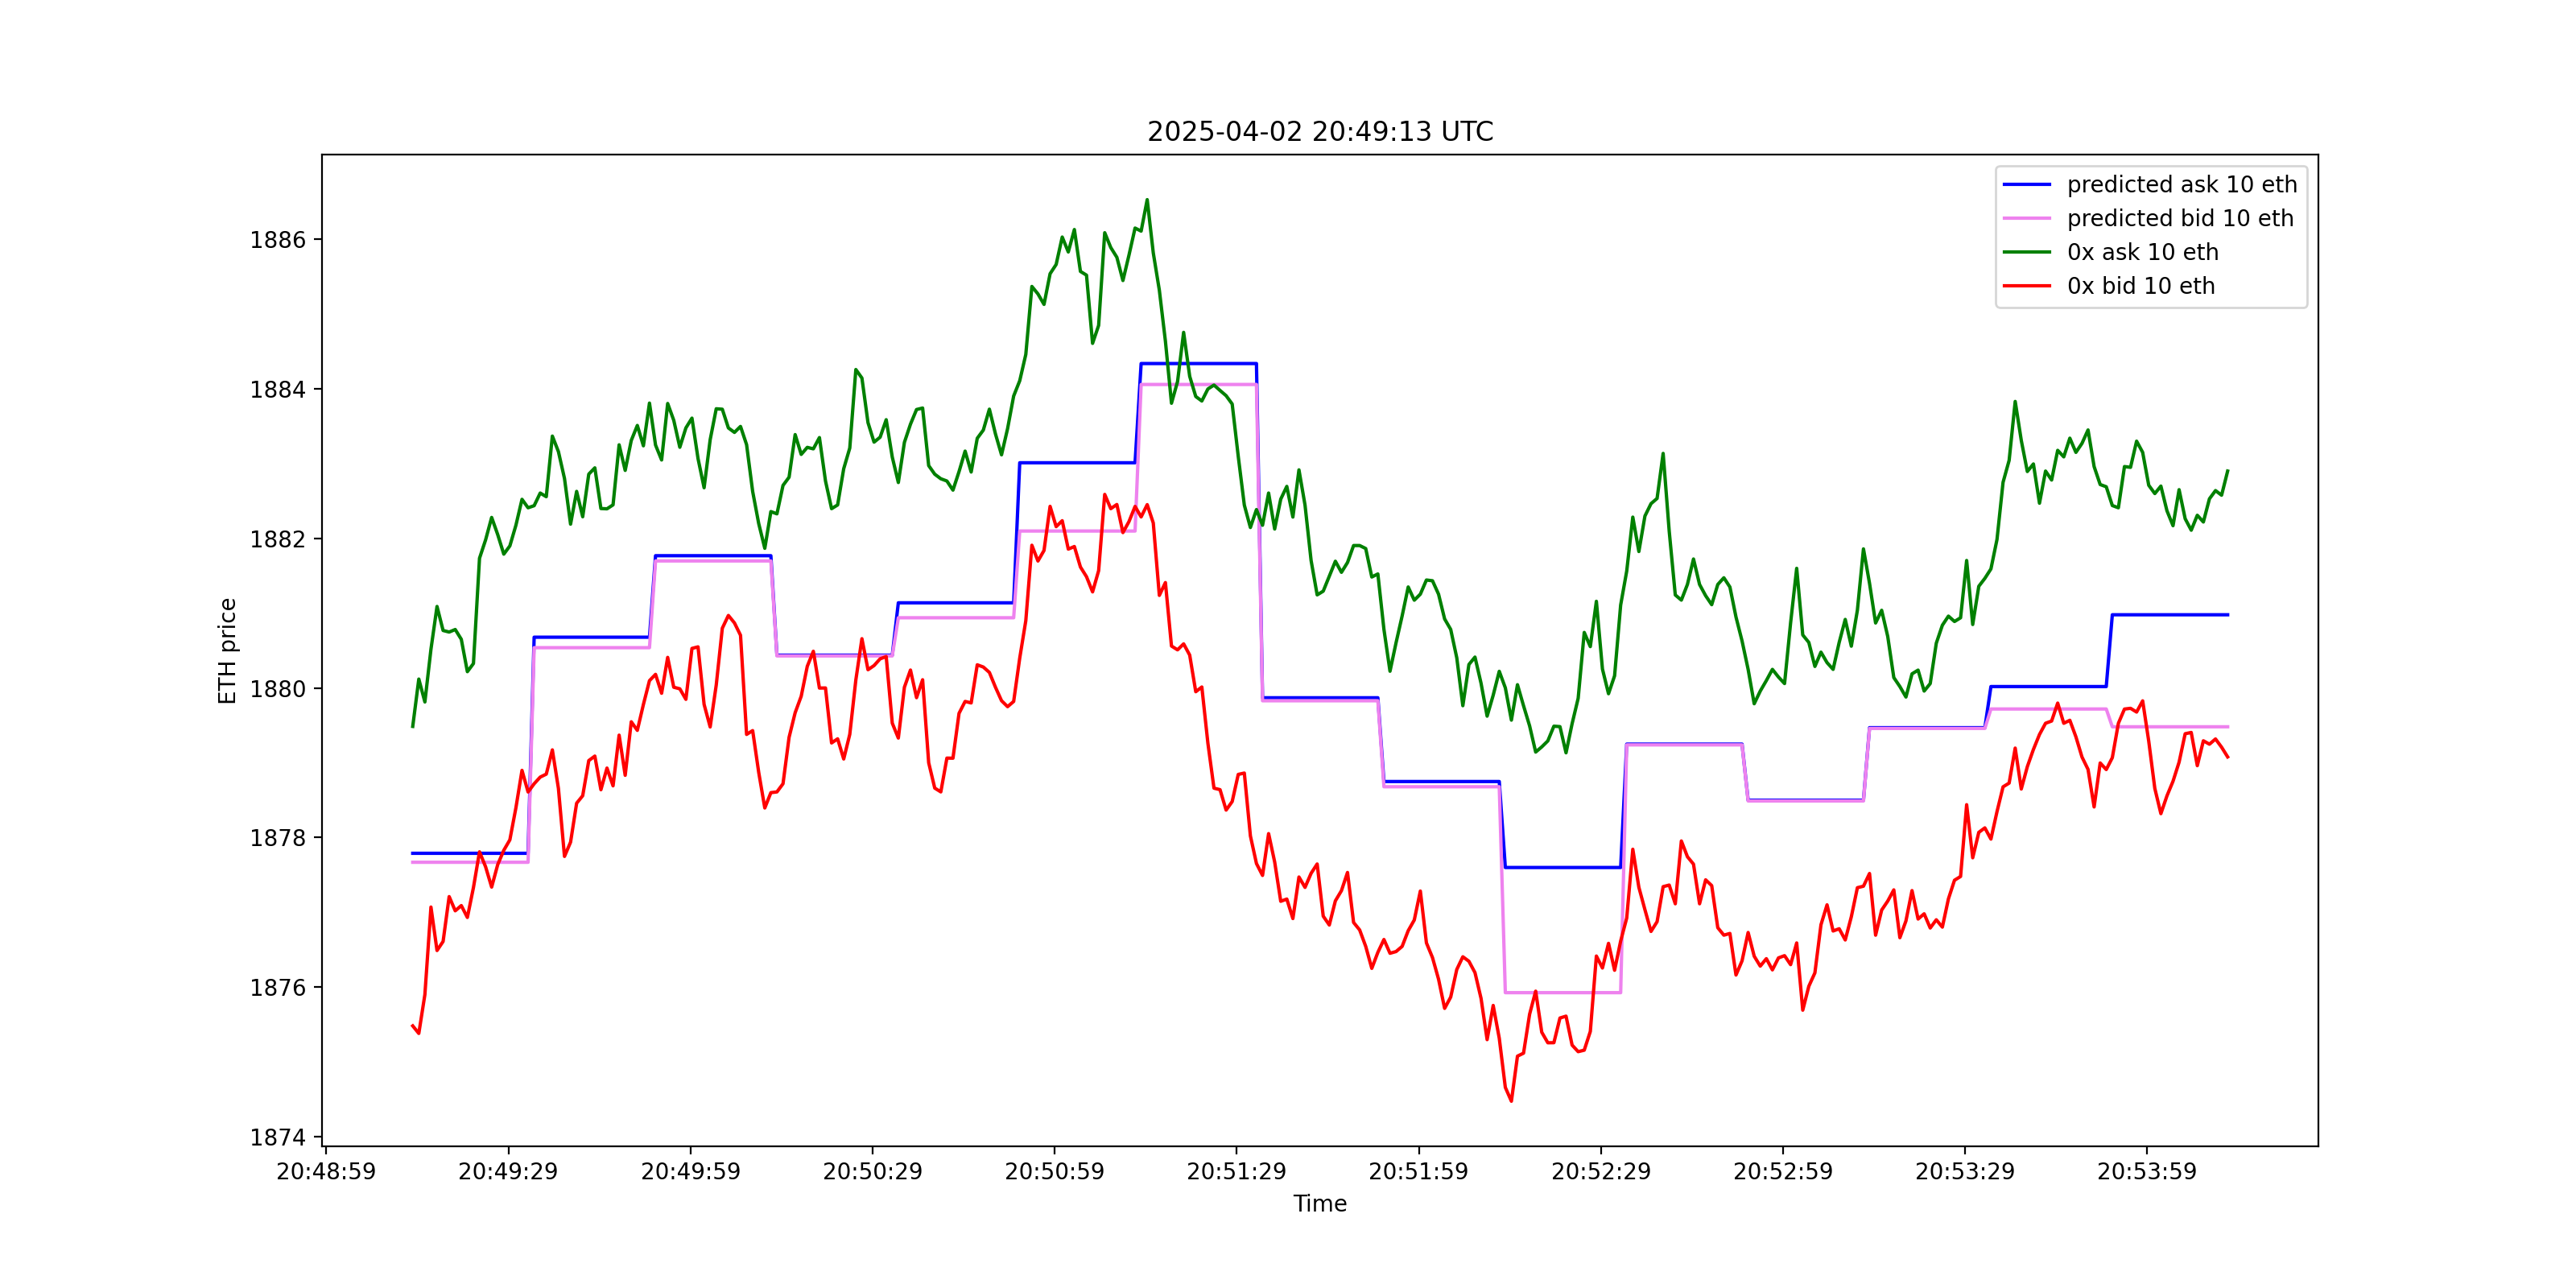 2025-04-02 20:49:13 UTC
predicted ask 10 eth
predicted bid 10 eth
0x ask 10 eth
0x bid 10 eth
ETH price
1886
1884
1882
1880
1878
1876
1874
20:48:59 20:49:29 20:49:59 20:50:29 20:50:59 20:51:29 20:51:59 20:52:29 20:52:59 20:53:29 20:53:59
Time